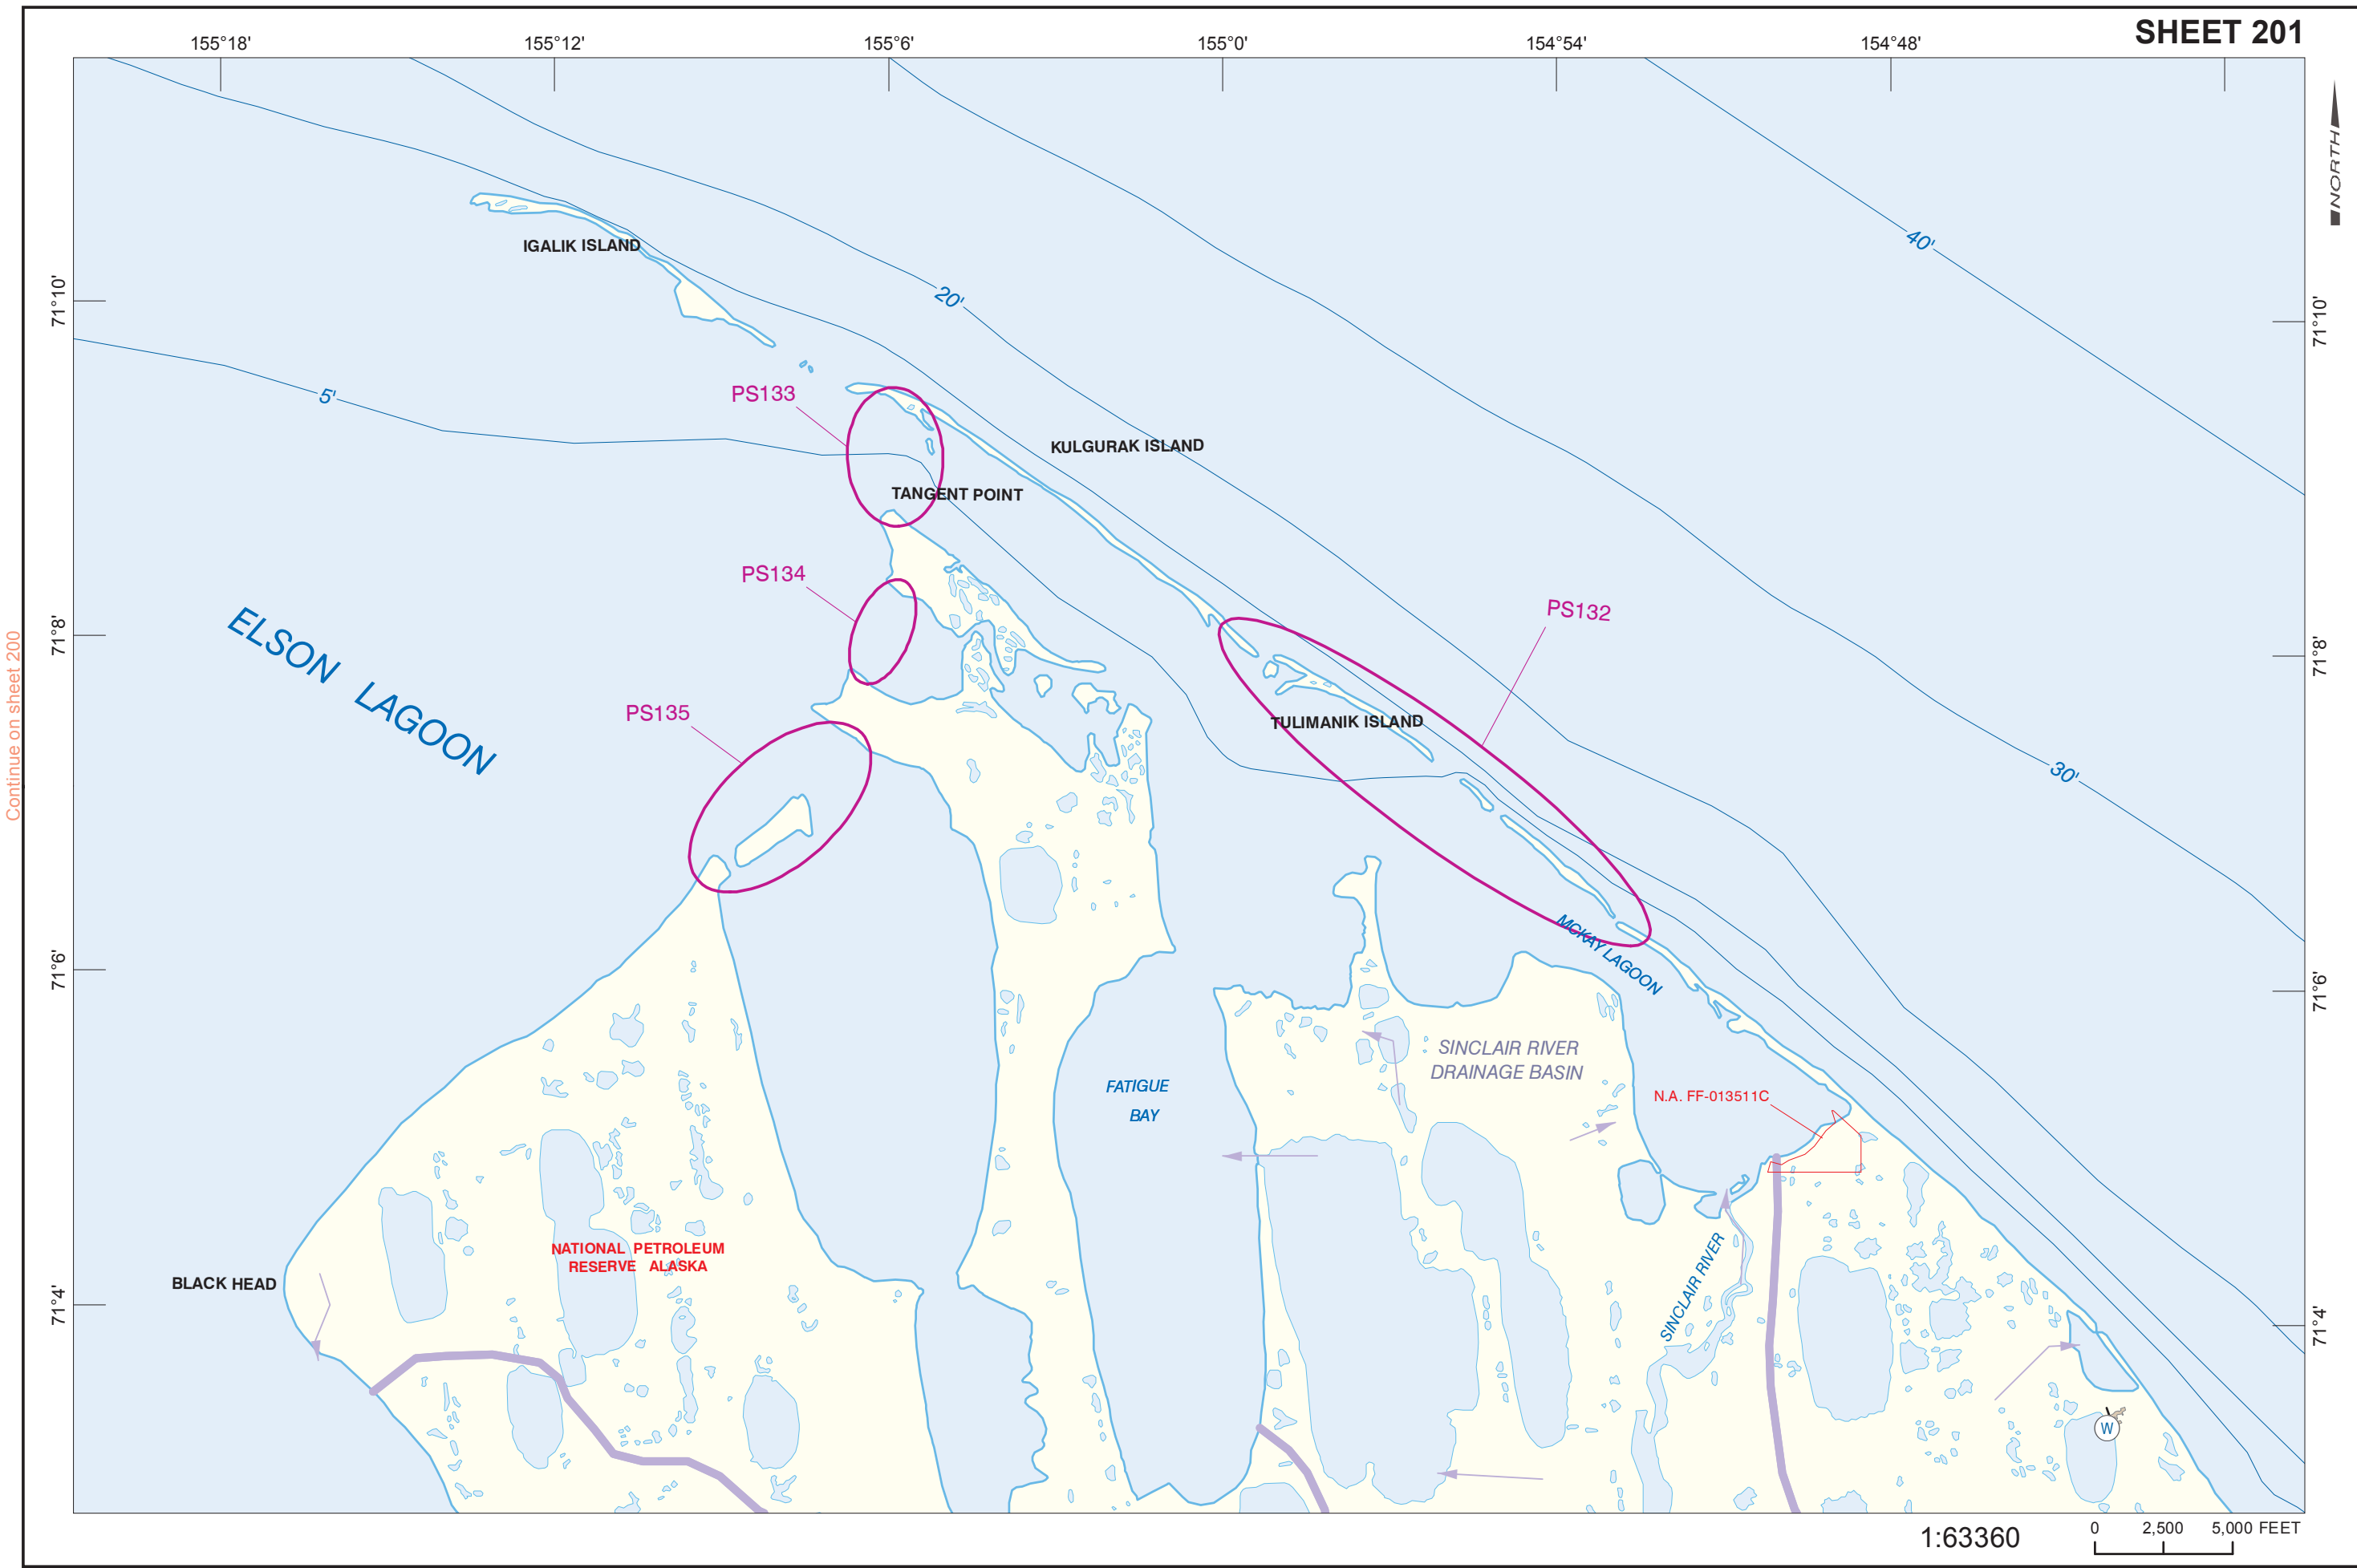 SHEET 201
155°18'
155°12'
155°6'
155°0'
154°54'
154°48'
NORTH
40'
IGALIK ISLAND
20'
71°10'
71°10'
5'
PS133
KULGURAK ISLAND
TANGENT POINT
PS134
PS132
71°8'
71°8'
ELSON LAGOON
Continue on sheet 200
PS135
TULIMANIK ISLAND
30'
MCKAY LAGOON
71°6'
71°6'
SINCLAIR RIVER
DRAINAGE BASIN
FATIGUE
BAY
N.A. FF-013511C
NATIONAL PETROLEUM
RESERVE ALASKA
BLACK HEAD
SINCLAIR RIVER
71°4'
71°4'
W
1:63360
0 2,500 5,000 FEET